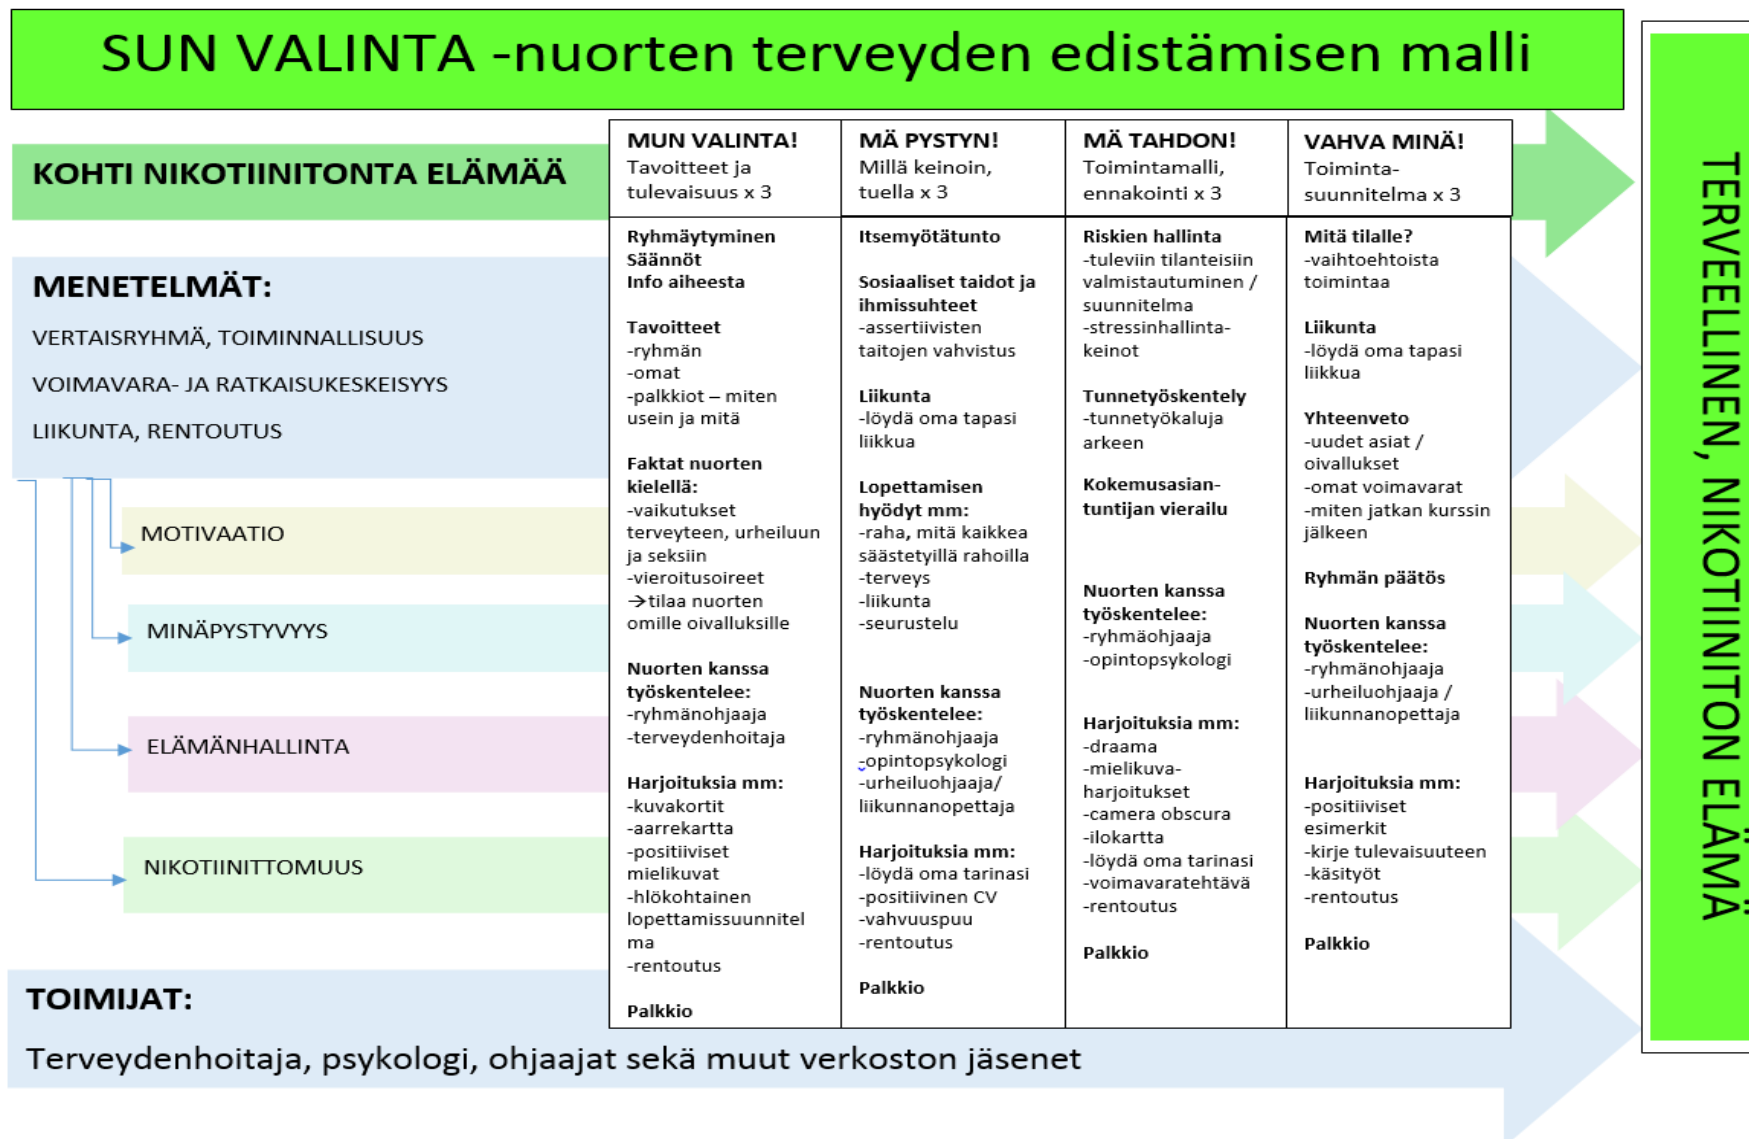 SUN VALINTA -nuorten terveyden edistämisen malli
KOHTI NIKOTIINITONTA ELÄMÄÄ
MENETELMÄT:
VERTAISRYHMÄ, TOIMINNALLISUUS
VOIMAVARA- JA RATKAISUKESKEISYYS
LIIKUNTA, RENTOUTUS
MOTIVAATIO
MINÄPYSTYVYYS
ELÄMÄNHALLINTA
NIKOTIINITTOMUUS
TOIMIJAT:
Terveydenhoitaja, psykologi, ohjaajat sekä muut verkoston jäsenet
MUN VALINTA!
Tavoitteet ja
tulevaisuus x 3
Ryhmäytyminen
Säännöt
Info aiheesta
Tavoitteet
-ryhmän
-omat
-palkkiot – miten
usein ja mitä
Faktat nuorten
kielellä:
-vaikutukset
terveyteen, urheiluun
ja seksiin
-vieroitusoireet
→tilaa nuorten
omille oivalluksille
Nuorten kanssa
työskentelee:
-ryhmänohjaaja
-terveydenhoitaja
Harjoituksia mm:
-kuvakortit
-aarrekartta
-positiiviset
mielikuvat
-hlökohtainen
lopettamissuunnitel
ma
-rentoutus
Palkkio
MÄ PYSTYN!
Millä keinoin,
tuella x 3
Itsemyötätunto
Sosiaaliset taidot ja
ihmissuhteet
-assertiivisten
taitojen vahvistus
Liikunta
-löydä oma tapasi
liikkua
Lopettamisen
hyödyt mm:
-raha, mitä kaikkea
säästetyillä rahoilla
-terveys
-liikunta
-seurustelu
Nuorten kanssa
työskentelee:
-ryhmänohjaaja
-opintopsykologi
-urheiluohjaaja/
liikunnanopettaja
Harjoituksia mm:
-löydä oma tarinasi
-positiivinen CV
-vahvuuspuu
-rentoutus
Palkkio
MÄ TAHDON!
Toimintamalli,
ennakointi x 3
Riskien hallinta
-tuleviin tilanteisiin
valmistautuminen /
suunnitelma
-stressinhallinta-
keinot
Tunnetyöskentely
-tunnetyökaluja
arkeen
Kokemusasian-
tuntijan vierailu
Nuorten kanssa
työskentelee:
-ryhmäohjaaja
-opintopsykologi
Harjoituksia mm:
-draama
-mielikuva-
harjoitukset
-camera obscura
-ilokartta
-löydä oma tarinasi
-voimavaratehtävä
-rentoutus
Palkkio
VAHVA MINÄ!
Toiminta-
suunnitelma x 3
Mitä tilalle?
-vaihtoehtoista
toimintaa
Liikunta
-löydä oma tapasi
liikkua
Yhteenveto
-uudet asiat /
oivallukset
-omat voimavarat
-miten jatkan kurssin
jälkeen
Ryhmän päätös
Nuorten kanssa
työskentelee:
-ryhmänohjaaja
-urheiluohjaaja /
liikunnanopettaja
Harjoituksia mm:
-positiiviset
esimerkit
-kirje tulevaisuuteen
-käsityöt
-rentoutus
Palkkio
TERVEELLINEN, NIKOTIINITON ELÄMÄ